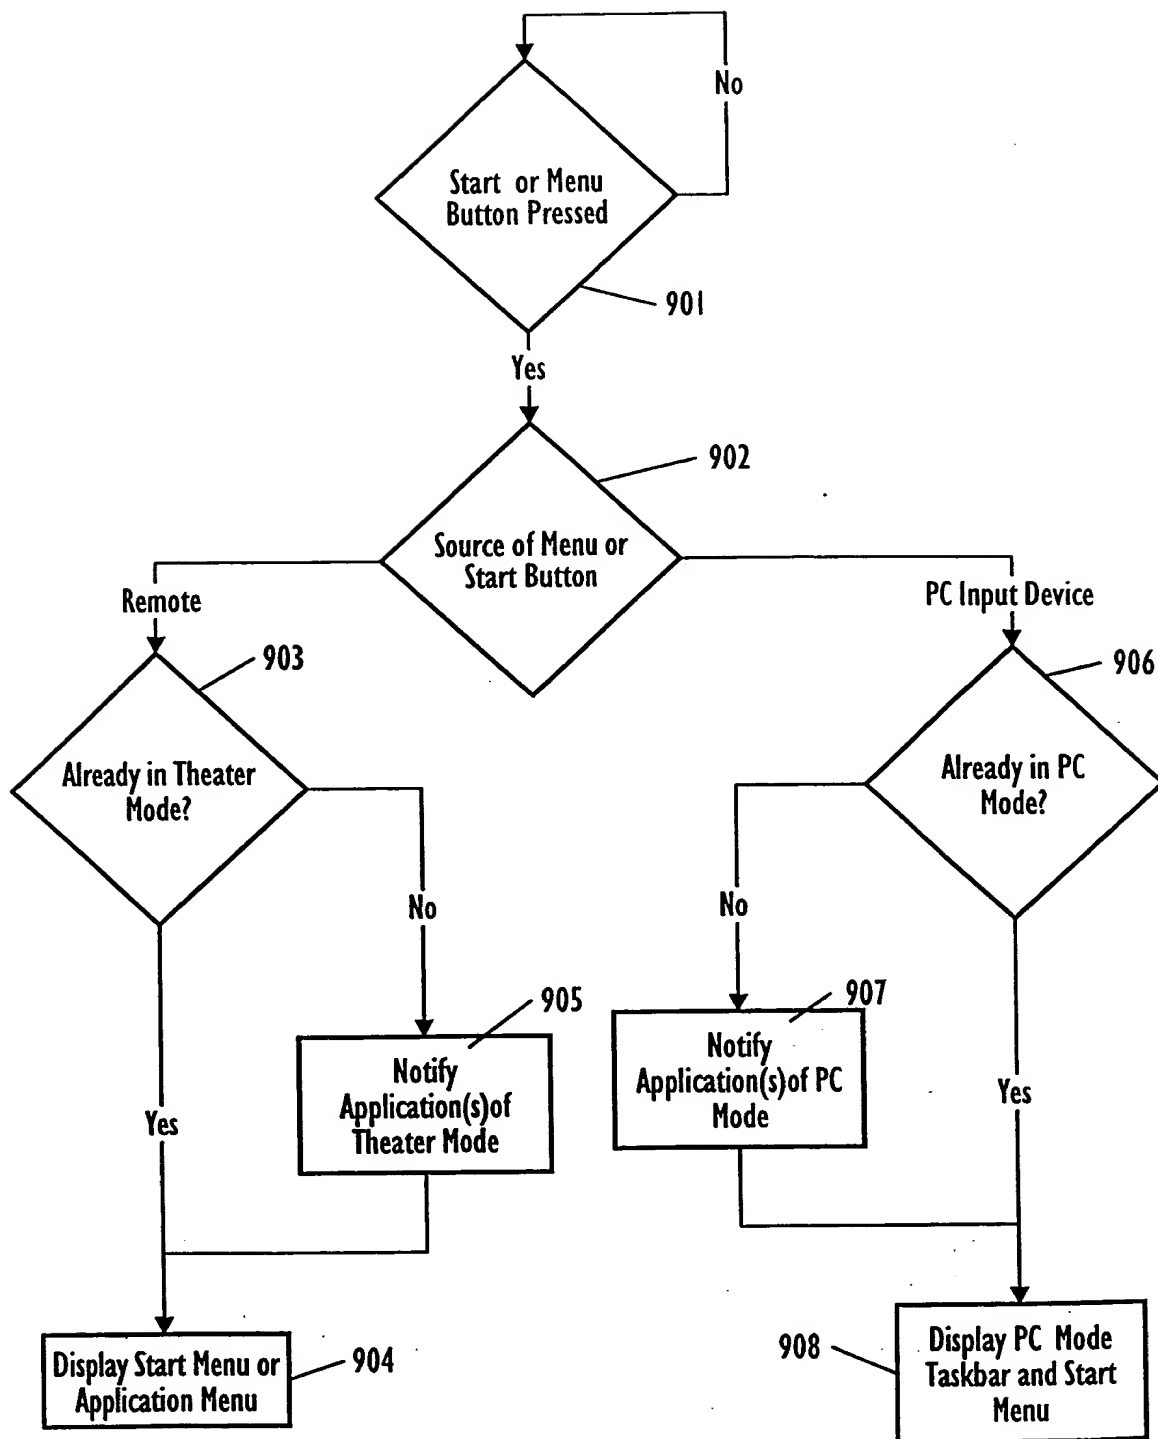 No
Start or Menu
Button Pressed
901
Yes
902
Source of Menu or
Start Button
Remote
PC Input Device
903
906
Already in Theater
Mode?
Already in PC
Mode?
No
No
905
907
Notify
Application(s)of
Theater Mode
Notify
Application(s)of PC
Mode
Yes
Yes
Display Start Menu or
Application Menu
904
908
Display PC Mode
Taskbar and Start
Menu